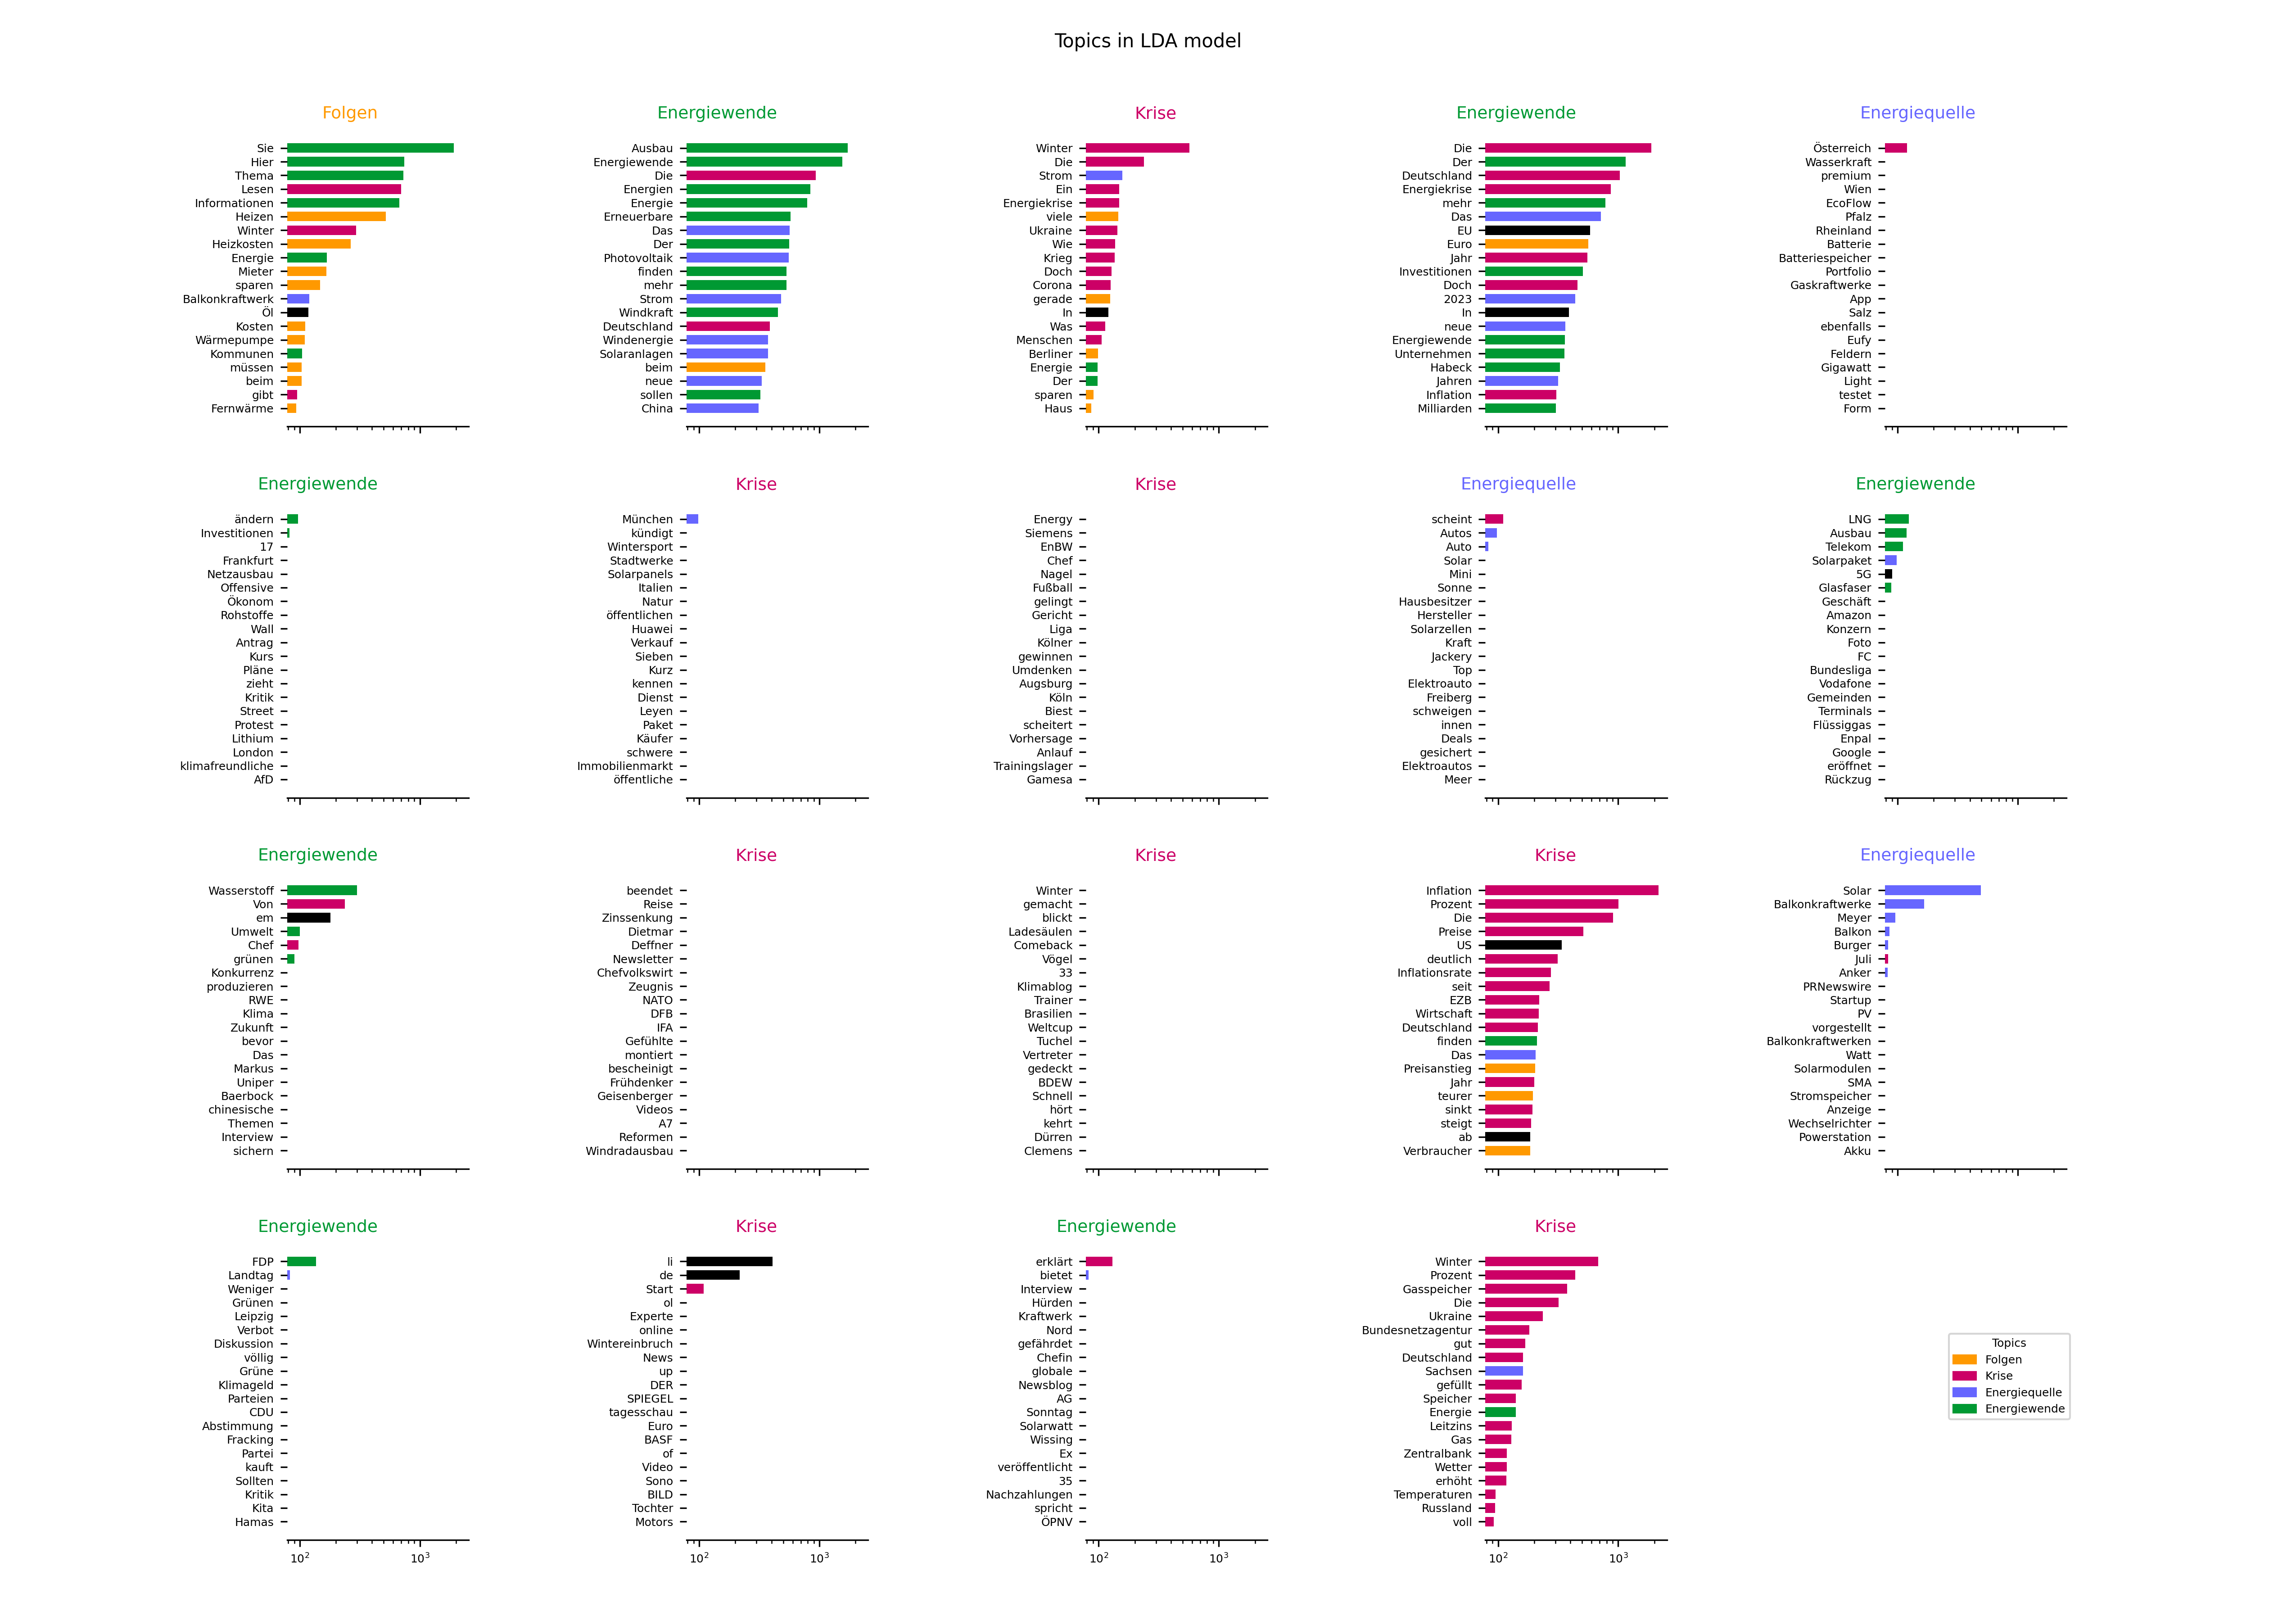 Topics in LDA model
Folgen
Sie
Hier
Thema
Lesen
Informationen
Heizen
Winter
Heizkosten
Energie
Mieter
sparen
Balkonkraftwerk
Öl
Kosten
Wärmepumpe
Kommunen
müssen
beim
gibt
Fernwärme
Energiewende
Ausbau
Energiewende
Die
Energien
Energie
Erneuerbare
Das
Der
Photovoltaik
finden
mehr
Strom
Windkraft
Deutschland
Windenergie
Solaranlagen
beim
neue
sollen
China
Krise
Winter
Die
Strom
Ein
Energiekrise
viele
Ukraine
Wie
Krieg
Doch
Corona
gerade
In
Was
Menschen
Berliner
Energie
Der
sparen
Haus
Energiewende
Die
Der
Deutschland
Energiekrise
mehr
Das
EU
Euro
Jahr
Investitionen
Doch
2023
In
neue
Energiewende
Unternehmen
Habeck
Jahren
Inflation
Milliarden
Energiequelle
Österreich
Wasserkraft
premium
Wien
EcoFlow
Pfalz
Rheinland
Batterie
Batteriespeicher
Portfolio
Gaskraftwerke
App
Salz
ebenfalls
Eufy
Feldern
Gigawatt
Light
testet
Form
Energiewende
ändern
Investitionen
17
Frankfurt
Netzausbau
Offensive
Ökonom
Rohstoffe
Wall
Antrag
Kurs
Pläne
zieht
Kritik
Street
Protest
Lithium
London
klimafreundliche
AfD
Krise
München
kündigt
Wintersport
Stadtwerke
Solarpanels
Italien
Natur
öffentlichen
Huawei
Verkauf
Sieben
Kurz
kennen
Dienst
Leyen
Paket
Käufer
schwere
Immobilienmarkt
öffentliche
Krise
Energy
Siemens
EnBW
Chef
Nagel
Fußball
gelingt
Gericht
Liga
Kölner
gewinnen
Umdenken
Augsburg
Köln
Biest
scheitert
Vorhersage
Anlauf
Trainingslager
Gamesa
Energiequelle
scheint
Autos
Auto
Solar
Mini
Sonne
Hausbesitzer
Hersteller
Solarzellen
Kraft
Jackery
Top
Elektroauto
Freiberg
schweigen
innen
Deals
gesichert
Elektroautos
Meer
Energiewende
LNG
Ausbau
Telekom
Solarpaket
5G
Glasfaser
Geschäft
Amazon
Konzern
Foto
FC
Bundesliga
Vodafone
Gemeinden
Terminals
Flüssiggas
Enpal
Google
eröffnet
Rückzug
Energiewende
Wasserstoff
Von
em
Umwelt
Chef
grünen
Konkurrenz
produzieren
RWE
Klima
Zukunft
bevor
Das
Markus
Uniper
Baerbock
chinesische
Themen
Interview
sichern
Krise
beendet
Reise
Zinssenkung
Dietmar
Deffner
Newsletter
Chefvolkswirt
Zeugnis
NATO
DFB
IFA
Gefühlte
montiert
bescheinigt
Frühdenker
Geisenberger
Videos
A7
Reformen
Windradausbau
Krise
Winter
gemacht
blickt
Ladesäulen
Comeback
Vögel
33
Klimablog
Trainer
Brasilien
Weltcup
Tuchel
Vertreter
gedeckt
BDEW
Schnell
hört
kehrt
Dürren
Clemens
Krise
Inflation
Prozent
Die
Preise
US
deutlich
Inflationsrate
seit
EZB
Wirtschaft
Deutschland
finden
Das
Preisanstieg
Jahr
teurer
sinkt
steigt
ab
Verbraucher
Energiequelle
Solar
Balkonkraftwerke
Meyer
Balkon
Burger
Juli
Anker
PRNewswire
Startup
PV
vorgestellt
Balkonkraftwerken
Watt
Solarmodulen
SMA
Stromspeicher
Anzeige
Wechselrichter
Powerstation
Akku
Energiewende
FDP
Landtag
Weniger
Grünen
Leipzig
Verbot
Diskussion
völlig
Grüne
Klimageld
Parteien
CDU
Abstimmung
Fracking
Partei
kauft
Sollten
Kritik
Kita
Hamas
10² 10³
Krise
li
de
Start
ol
Experte
online
Wintereinbruch
News
up
DER
SPIEGEL
tagesschau
Euro
BASF
of
Video
Sono
BILD
Tochter
Motors
10² 10³
Energiewende
erklärt
bietet
Interview
Hürden
Kraftwerk
Nord
gefährdet
Chefin
globale
Newsblog
AG
Sonntag
Solarwatt
Wissing
Ex
veröffentlicht
35
Nachzahlungen
spricht
ÖPNV
10² 10³
Krise
Winter
Prozent
Gasspeicher
Die
Ukraine
Bundesnetzagentur
gut
Deutschland
Sachsen
gefüllt
Speicher
Energie
Leitzins
Gas
Zentralbank
Wetter
erhöht
Temperaturen
Russland
voll
10² 10³
Topics
Folgen
Krise
Energiequelle
Energiewende